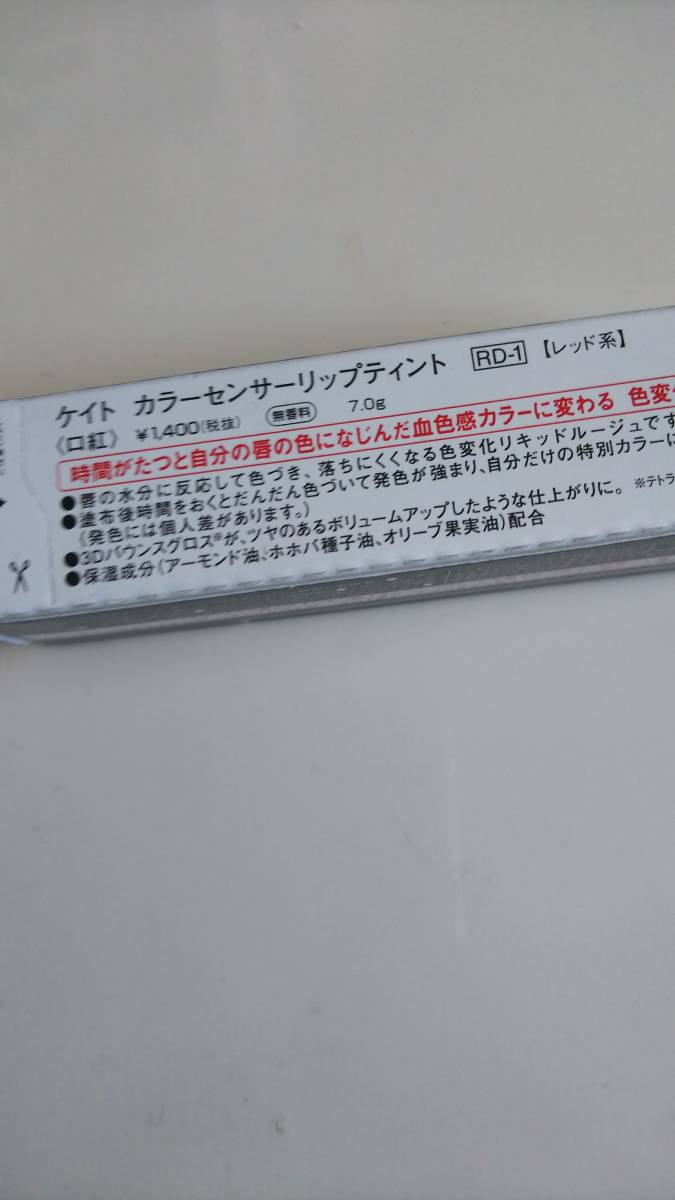 ケイト カラーセンサーリップティント RD-1 【レッド系】
〈口紅〉 ¥1,400(税抜) 無香料 7.0g
時間がたつと自分の唇の色になじんだ血色感カラーに変わる 色変
●唇の水分に反応して色づき、落ちにくくなる色変化リキッドルージュです
●塗布後時間をおくとだんだん色づいて発色が強まり、自分だけの特別カラーに
(発色には個人差があります。)
●3Dバウンスグロス※が、ツヤのあるボリュームアップしたような仕上がりに。 ※テトラ
●保湿成分(アーモンド油、ホホバ種子油、オリーブ果実油)配合